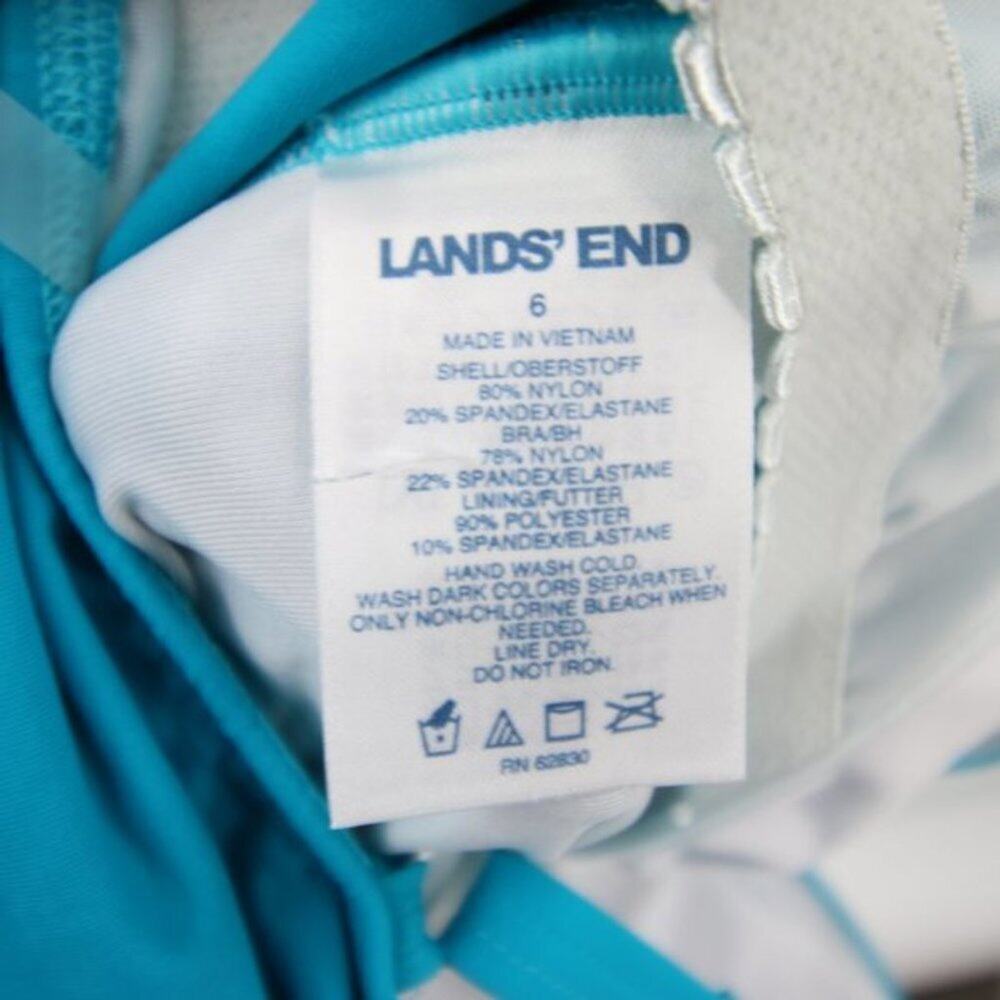 LANDS' END
6
MADE IN VIETNAM
SHELL/OBERSTOFF
80% NYLON
20% SPANDEX/ELASTANE
BRA/BH
78% NYLON
22% SPANDEX/ELASTANE
LINING/FUTTER
90% POLYESTER
10% SPANDEX/ELASTANE
HAND WASH COLD.
WASH DARK COLORS SEPARATELY.
ONLY NON-CHLORINE BLEACH WHEN
NEEDED.
LINE DRY.
DO NOT IRON.
RN 62830